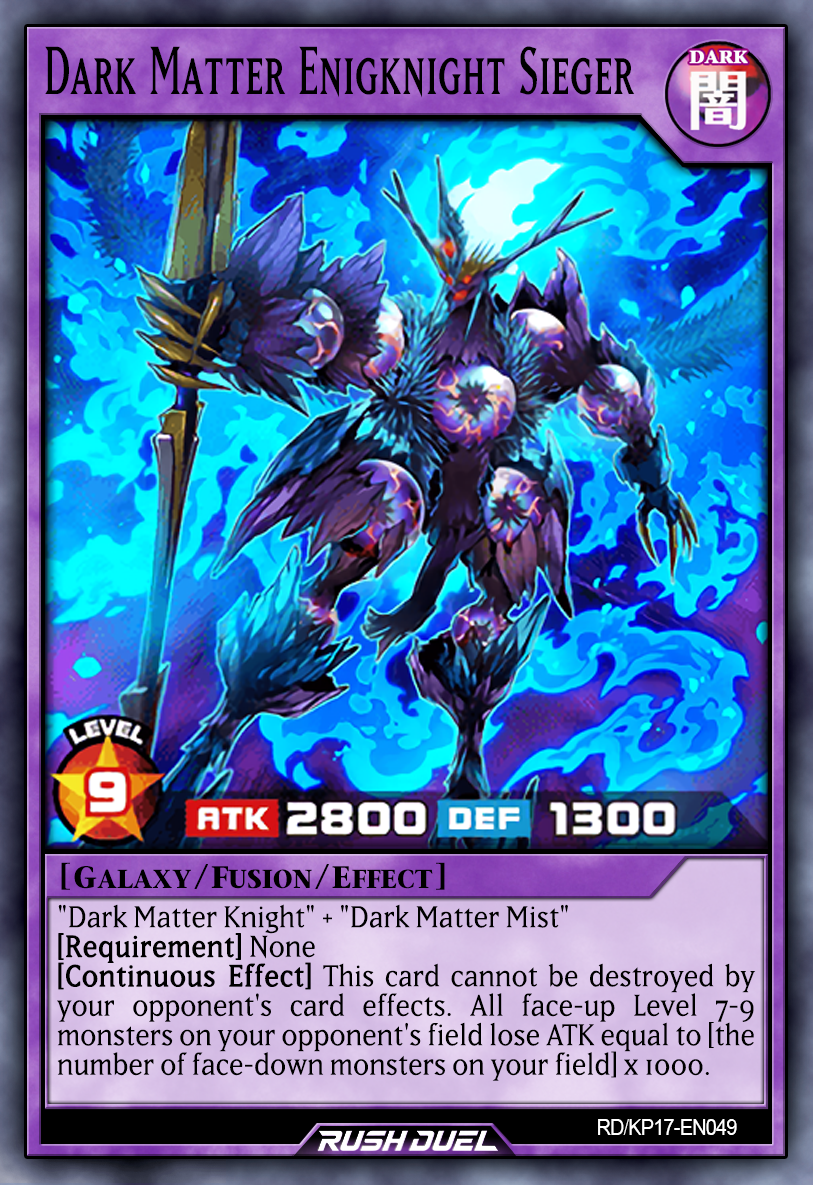 Dark Matter Enigknight Sieger
DARK
闇
LEVEL
9
ATK 2800 DEF 1300
[Galaxy/Fusion/Effect]
"Dark Matter Knight" + "Dark Matter Mist"
[Requirement] None
[Continuous Effect] This card cannot be destroyed by
your opponent's card effects. All face-up Level 7-9
monsters on your opponent's field lose ATK equal to [the
number of face-down monsters on your field] x 1000.
RD/KP17-EN049
RUSH DUEL